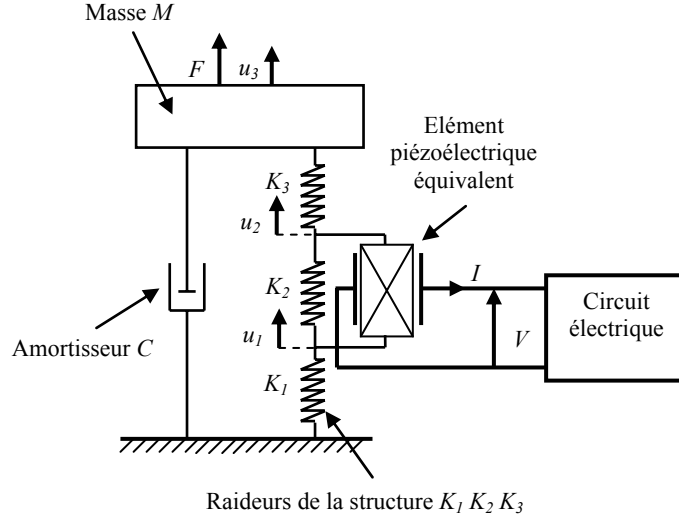 Masse M
F
u3
Elément
piézoélectrique
équivalent
K3
u2
I
K2
Circuit
électrique
u1
V
Amortisseur C
K1
Raideurs de la structure K1 K2 K3